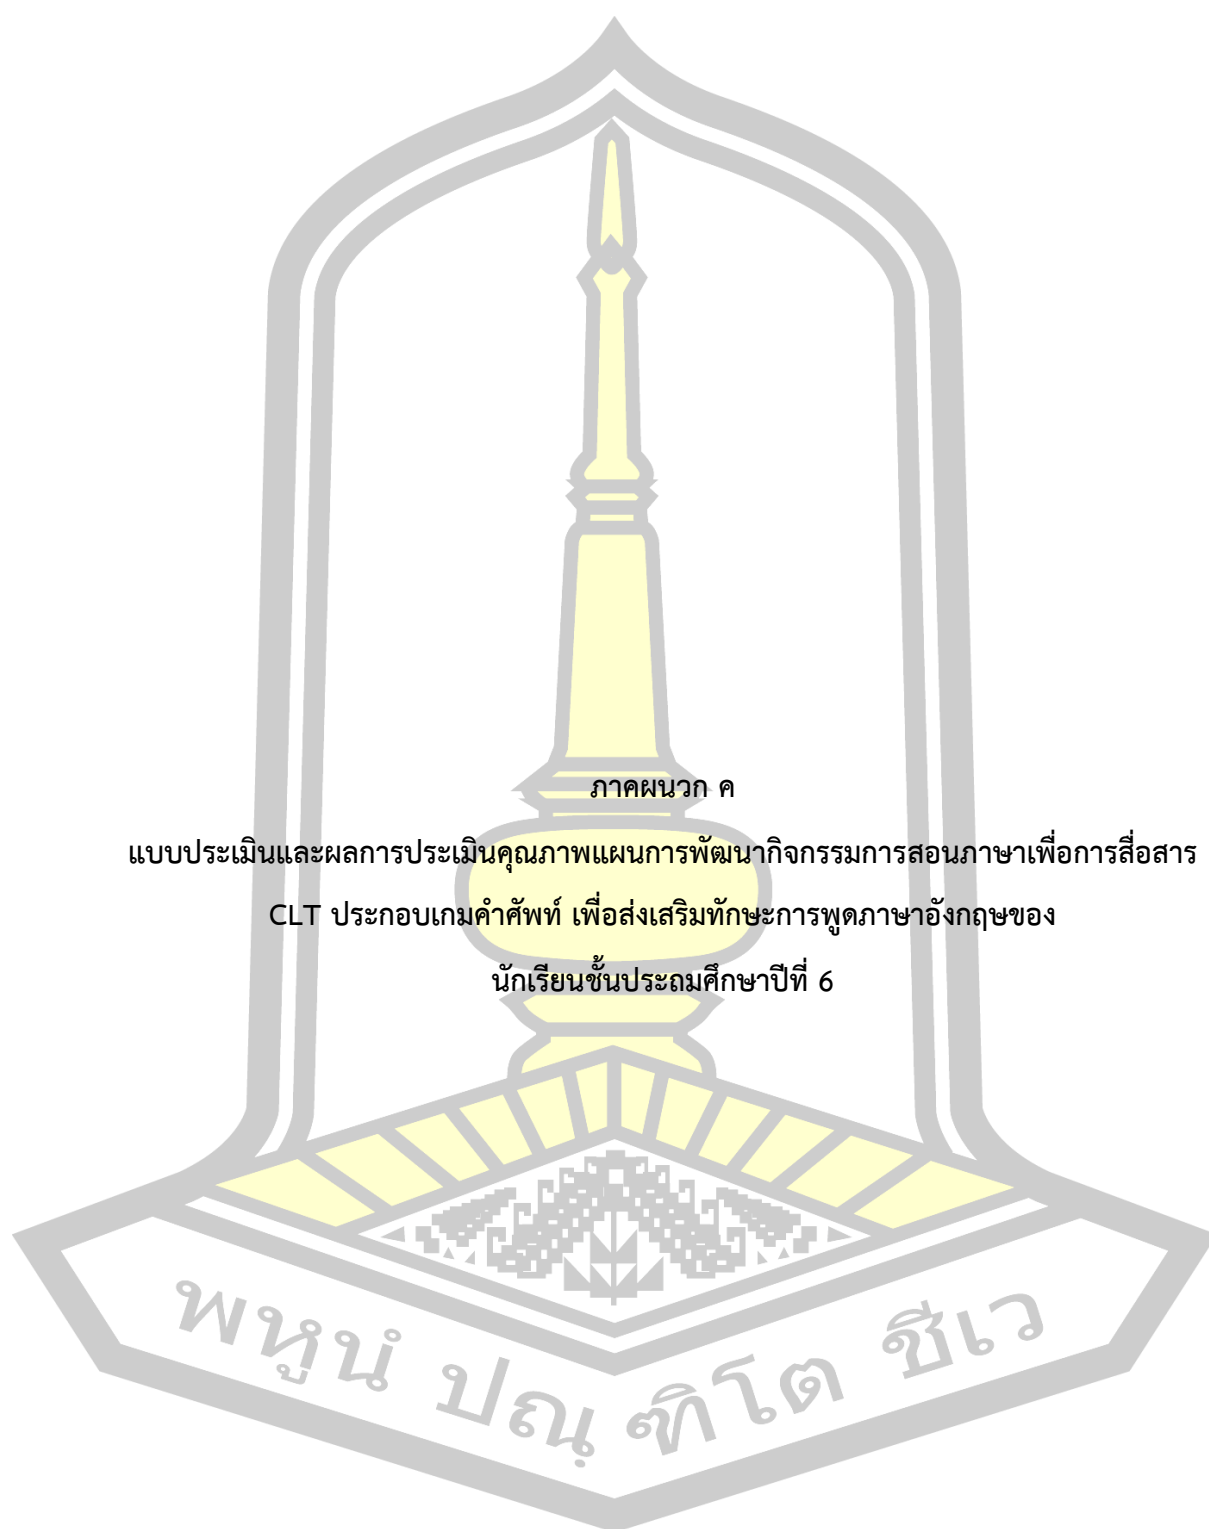 ภาคผนวก ค
แบบประเมินและผลการประเมินคุณภาพแผนการพัฒนากิจกรรมการสอนภาษาเพื่อการสื่อสาร
CLT ประกอบเกมคำศัพท์ เพื่อส่งเสริมทักษะการพูดภาษาอังกฤษของ
นักเรียนชั้นประถมศึกษาปีที่ 6
พหูนํ ปณฺฑิโต ชีเว